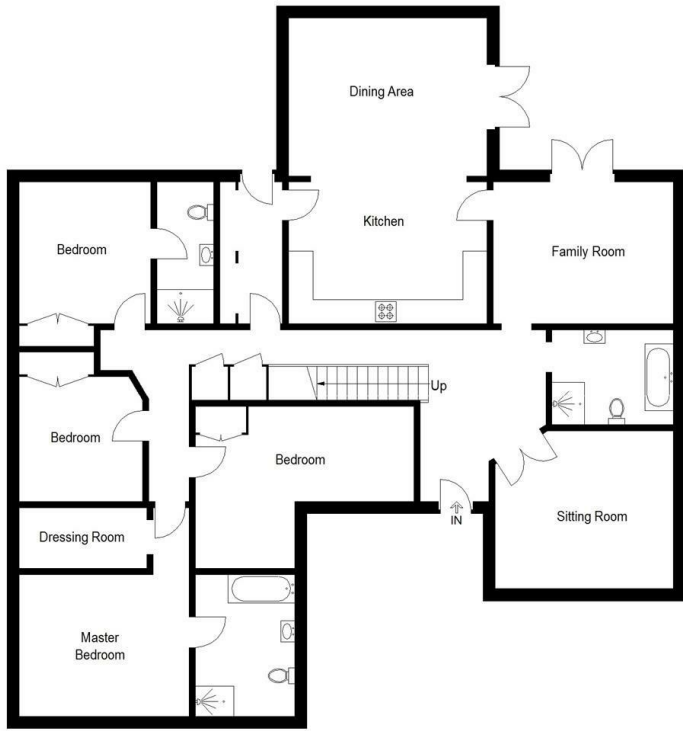 Dining Area
Kitchen
Family Room
Bedroom
Up
Bedroom
Bedroom
IN
Sitting Room
Dressing Room
Master
Bedroom